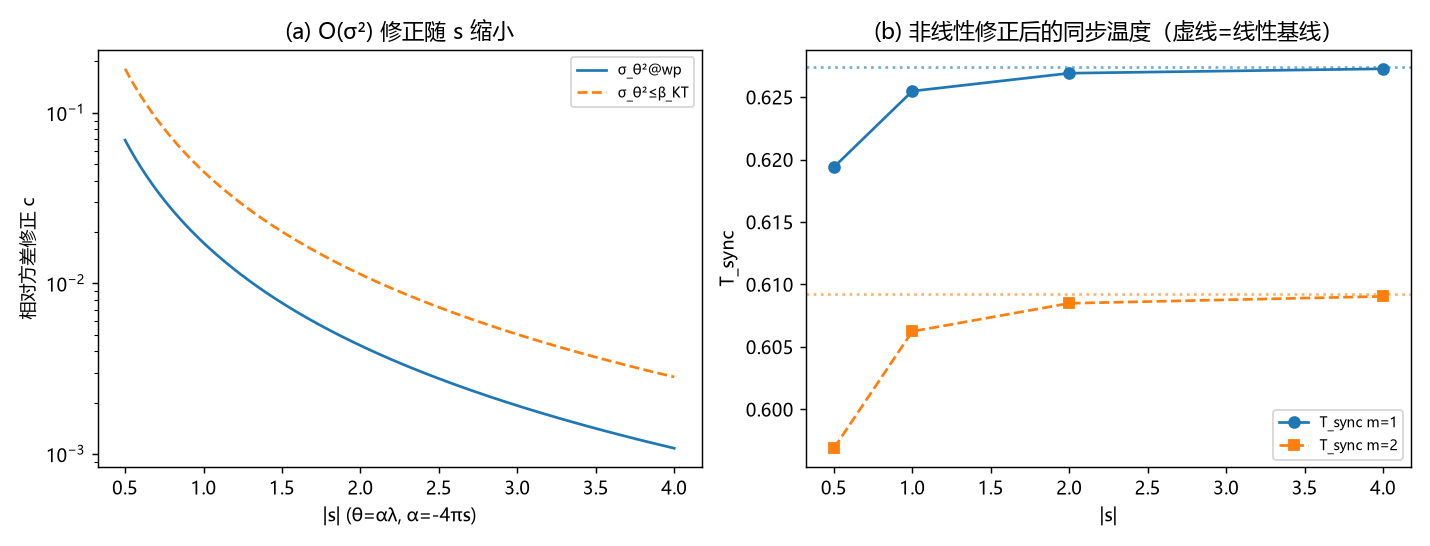 (a) O(σ²) 修正随 s 缩小
相对方差修正 c
10⁻¹
10⁻²
10⁻³
σ_θ²@wp
σ_θ²≤β_KT
0.5 1.0 1.5 2.0 2.5 3.0 3.5 4.0
|s| (θ=αλ, α=-4πs)
(b) 非线性修正后的同步温度（虚线=线性基线）
T_sync
0.625
0.620
0.615
0.610
0.605
0.600
T_sync m=1
T_sync m=2
0.5 1.0 1.5 2.0 2.5 3.0 3.5 4.0
|s|